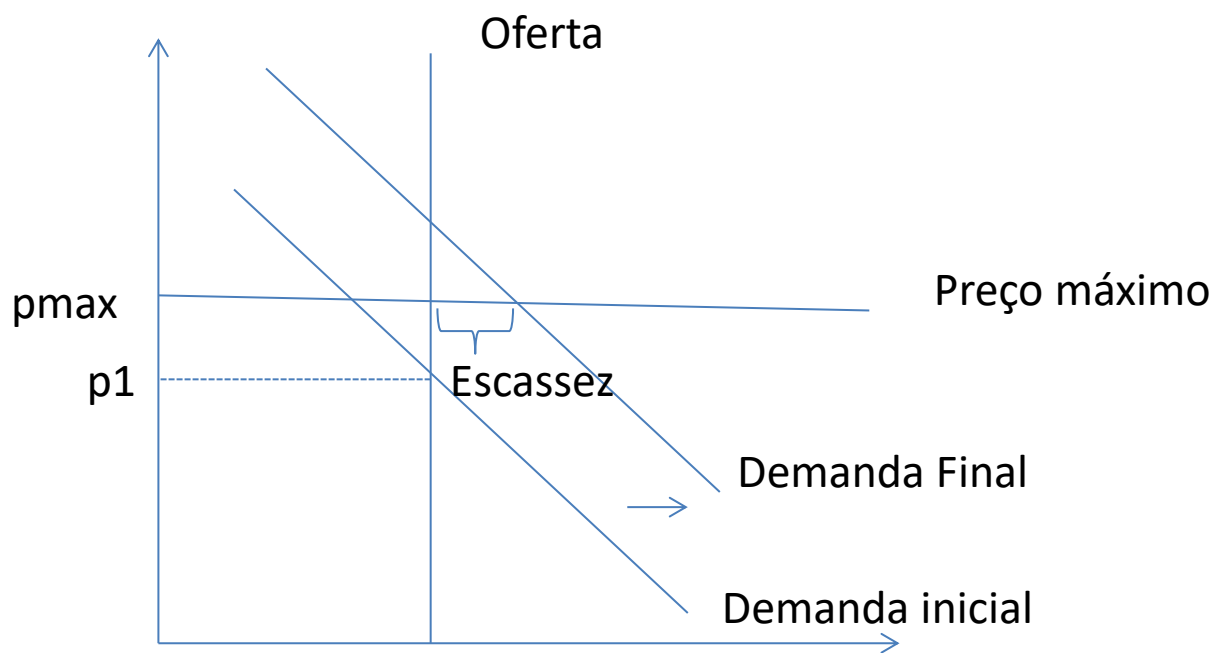 Oferta
Preço máximo
pmax
p1
Escassez
Demanda Final
Demanda inicial